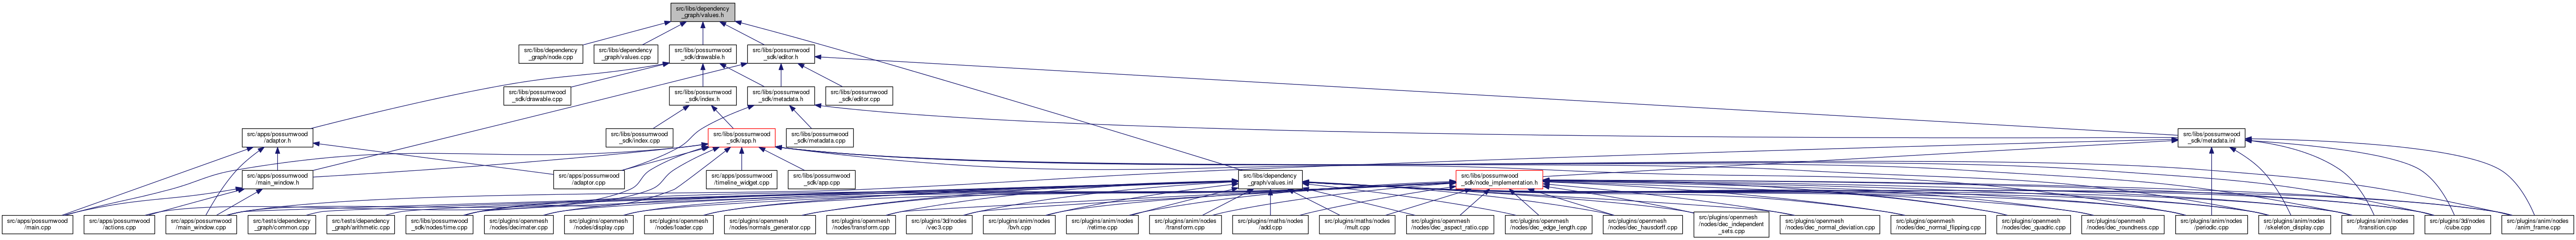 src/libs/dependency
_graph/values.h
src/libs/dependency
_graph/node.cpp
src/libs/dependency
_graph/values.cpp
src/libs/possumwood
_sdk/drawable.h
src/libs/possumwood
_sdk/editor.h
src/libs/possumwood
_sdk/drawable.cpp
src/libs/possumwood
_sdk/index.h
src/libs/possumwood
_sdk/metadata.h
src/libs/possumwood
_sdk/editor.cpp
src/apps/possumwood
/adaptor.h
src/libs/possumwood
_sdk/index.cpp
src/libs/possumwood
_sdk/app.h
src/libs/possumwood
_sdk/metadata.cpp
src/libs/possumwood
_sdk/metadata.inl
src/apps/possumwood
/main_window.h
src/apps/possumwood
/adaptor.cpp
src/apps/possumwood
/timeline_widget.cpp
src/libs/possumwood
_sdk/app.cpp
src/libs/dependency
_graph/values.inl
src/libs/possumwood
_sdk/node_implementation.h
src/apps/possumwood
/main.cpp
src/apps/possumwood
/actions.cpp
src/apps/possumwood
/main_window.cpp
src/tests/dependency
_graph/common.cpp
src/tests/dependency
_graph/arithmetic.cpp
src/libs/possumwood
_sdk/nodes/time.cpp
src/plugins/openmesh
/nodes/decimater.cpp
src/plugins/openmesh
/nodes/display.cpp
src/plugins/openmesh
/nodes/loader.cpp
src/plugins/openmesh
/nodes/normals_generator.cpp
src/plugins/openmesh
/nodes/transform.cpp
src/plugins/3d/nodes
/vec3.cpp
src/plugins/anim/nodes
/bvh.cpp
src/plugins/anim/nodes
/retime.cpp
src/plugins/anim/nodes
/transform.cpp
src/plugins/maths/nodes
/add.cpp
src/plugins/maths/nodes
/mult.cpp
src/plugins/openmesh
/nodes/dec_aspect_ratio.cpp
src/plugins/openmesh
/nodes/dec_edge_length.cpp
src/plugins/openmesh
/nodes/dec_hausdorff.cpp
src/plugins/openmesh
/nodes/dec_independent
_sets.cpp
src/plugins/openmesh
/nodes/dec_normal_deviation.cpp
src/plugins/openmesh
/nodes/dec_normal_flipping.cpp
src/plugins/openmesh
/nodes/dec_quadric.cpp
src/plugins/openmesh
/nodes/dec_roundness.cpp
src/plugins/anim/nodes
/periodic.cpp
src/plugins/anim/nodes
/skeleton_display.cpp
src/plugins/anim/nodes
/transition.cpp
src/plugins/3d/nodes
/cube.cpp
src/plugins/anim/nodes
/anim_frame.cpp